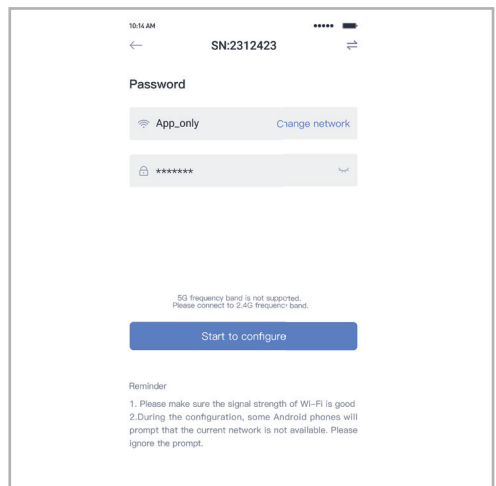 10:14 AM
SN:2312423
Password
App_only Change network
*******
5G frequency band is not supported.
Please connect to 2.4G frequency band.
Start to configure
Reminder
1. Please make sure the signal strength of Wi-Fi is good
2.During the configuration, some Android phones will
prompt that the current network is not available. Please
ignore the prompt.